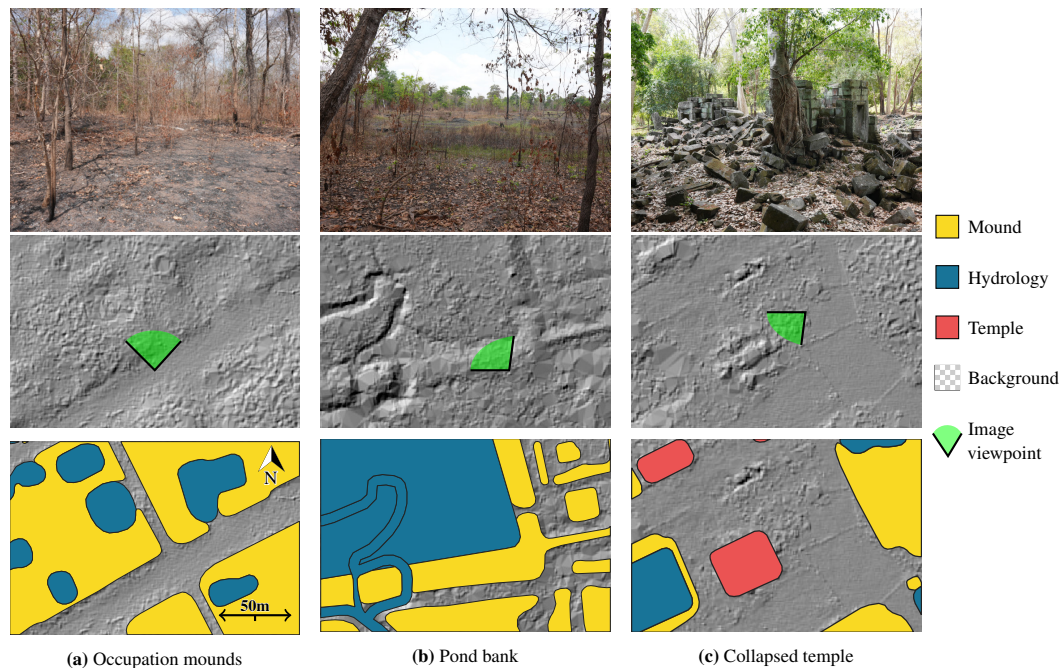 Mound
Hydrology
Temple
Background
Image
viewpoint
N
50m
(a) Occupation mounds
(b) Pond bank
(c) Collapsed temple